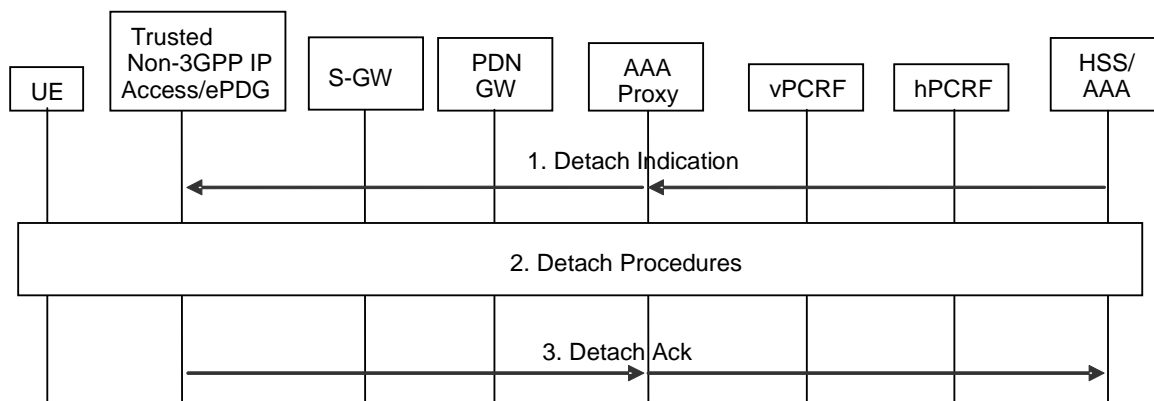 UE
Trusted
Non-3GPP IP
Access/ePDG
S-GW
PDN
GW
AAA
Proxy
vPCRF
hPCRF
HSS/
AAA
1. Detach Indication
2. Detach Procedures
3. Detach Ack